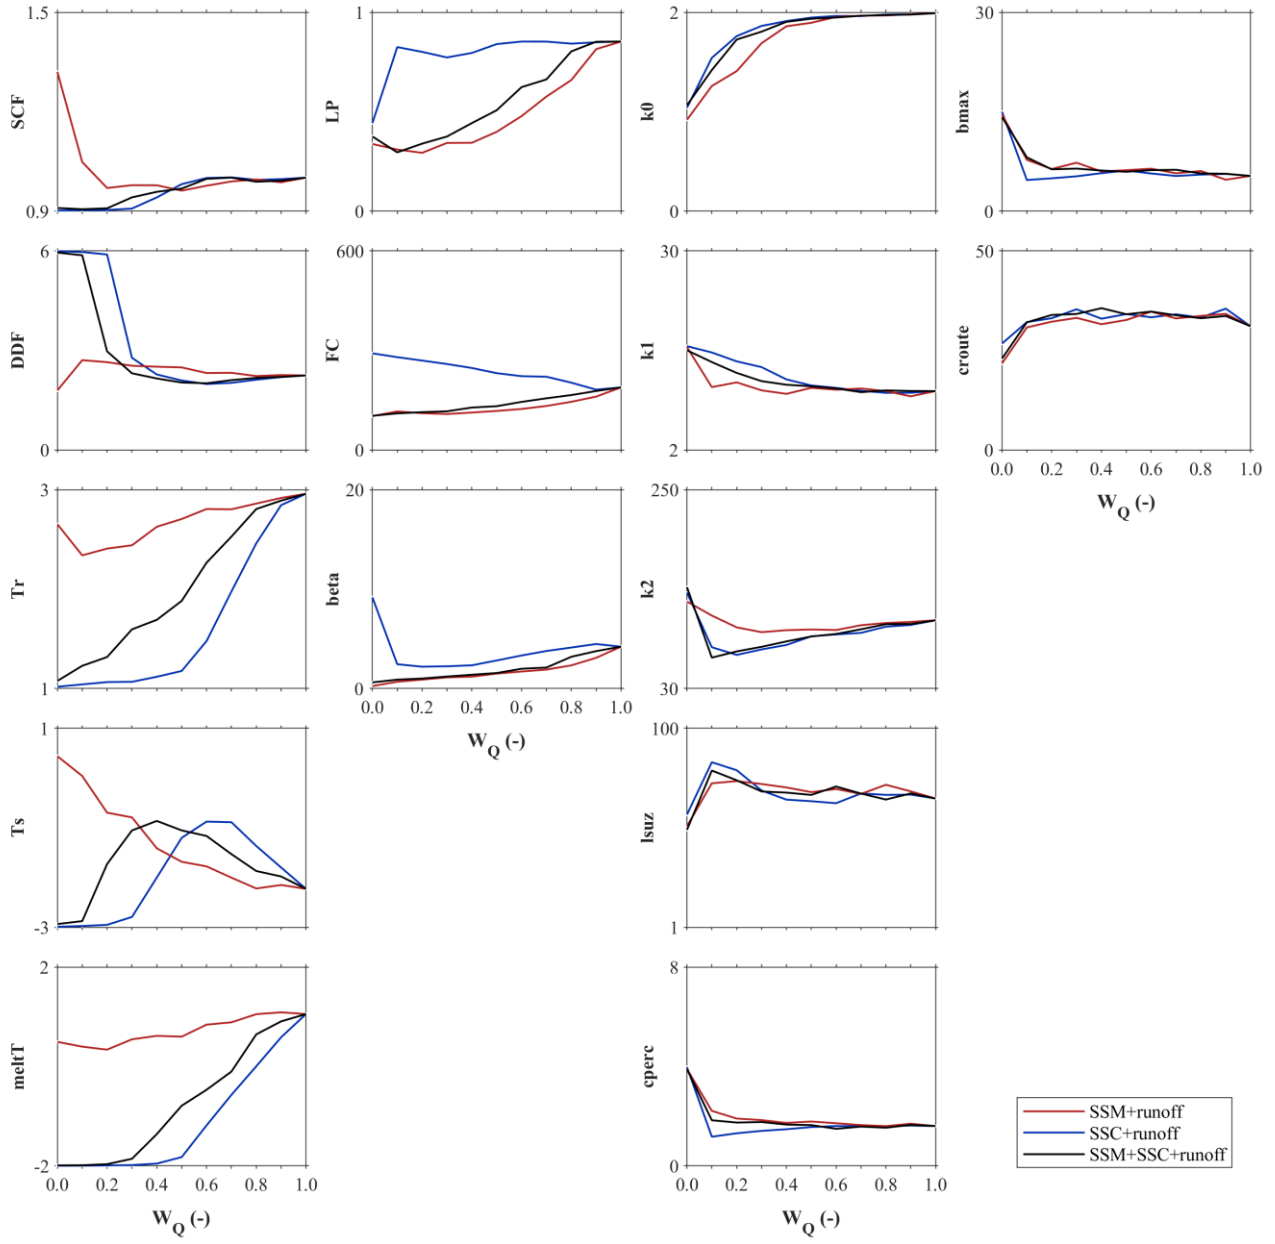 1.5
SCF
0.9
1
LP
0
2
k0
0
30
bmax
0
6
DDF
0
600
FC
0
30
k1
2
50
croute
0
0.0 0.2 0.4 0.6 0.8 1.0
W_Q (-)
3
Tr
1
20
beta
0
0.0 0.2 0.4 0.6 0.8 1.0
W_Q (-)
250
k2
30
1
Ts
-3
100
lsuz
1
2
meltT
-2
0.0 0.2 0.4 0.6 0.8 1.0
W_Q (-)
8
cperc
0
0.0 0.2 0.4 0.6 0.8 1.0
W_Q (-)
SSM+runoff
SSC+runoff
SSM+SSC+runoff